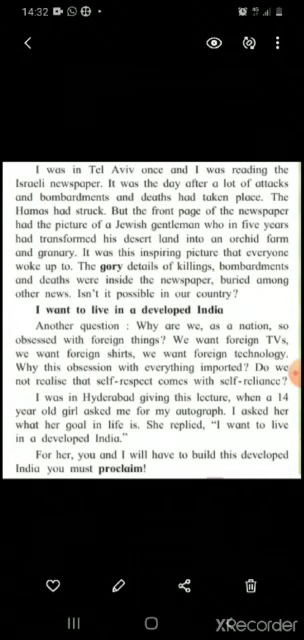 14:32
I was in Tel Aviv once and I was reading the
Israeli newspaper. It was the day after a lot of attacks
and bombardments and deaths had taken place. The
Hamas had struck. But the front page of the newspaper
had the picture of a Jewish gentleman who in five years
had transformed his desert land into an orchid farm
and granary. It was this inspiring picture that everyone
woke up to. The gory details of killings, bombardments
and deaths were inside the newspaper, buried among
other news. Isn't it possible in our country?
I want to live in a developed India
Another question : Why are we, as a nation, so
obsessed with foreign things? We want foreign TVs,
we want foreign shirts, we want foreign technology.
Why this obsession with everything imported? Do we
not realise that self-respect comes with self-reliance?
I was in Hyderabad giving this lecture, when a 14
year old girl asked me for my autograph. I asked her
what her goal in life is. She replied, "I want to live
in a developed India."
For her, you and I will have to build this developed
India you must proclaim!
XRecorder